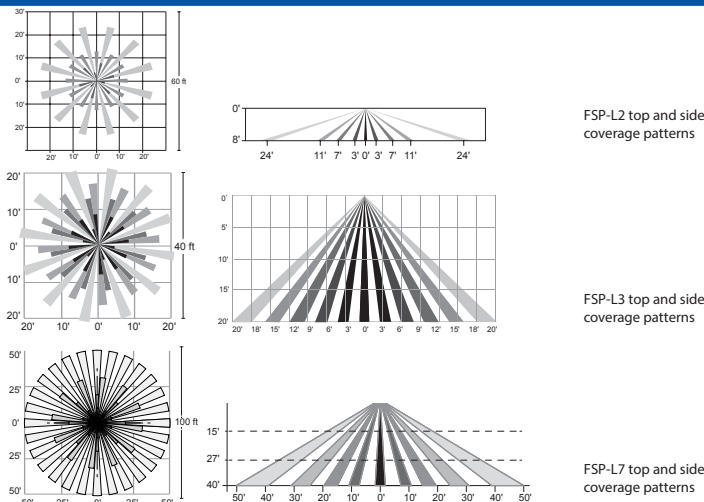 30'
20'
10'
0'
10'
20'
20' 10' 0' 10' 20'
60 ft
0'
8'
24' 11' 7' 3' 0' 3' 7' 11' 24'
FSP-L2 top and side
coverage patterns
20'
10'
0'
10'
20'
20' 10' 0' 10' 20'
40 ft
0'
5'
10'
15'
20'
20' 18' 15' 12' 9' 6' 3' 0' 3' 6' 9' 12' 15' 18' 20'
FSP-L3 top and side
coverage patterns
50'
25'
0'
25'
50'
50' 25' 0' 25' 50'
100 ft
15'
27'
40'
50' 40' 30' 20' 10' 0' 10' 20' 30' 40' 50'
FSP-L7 top and side
coverage patterns